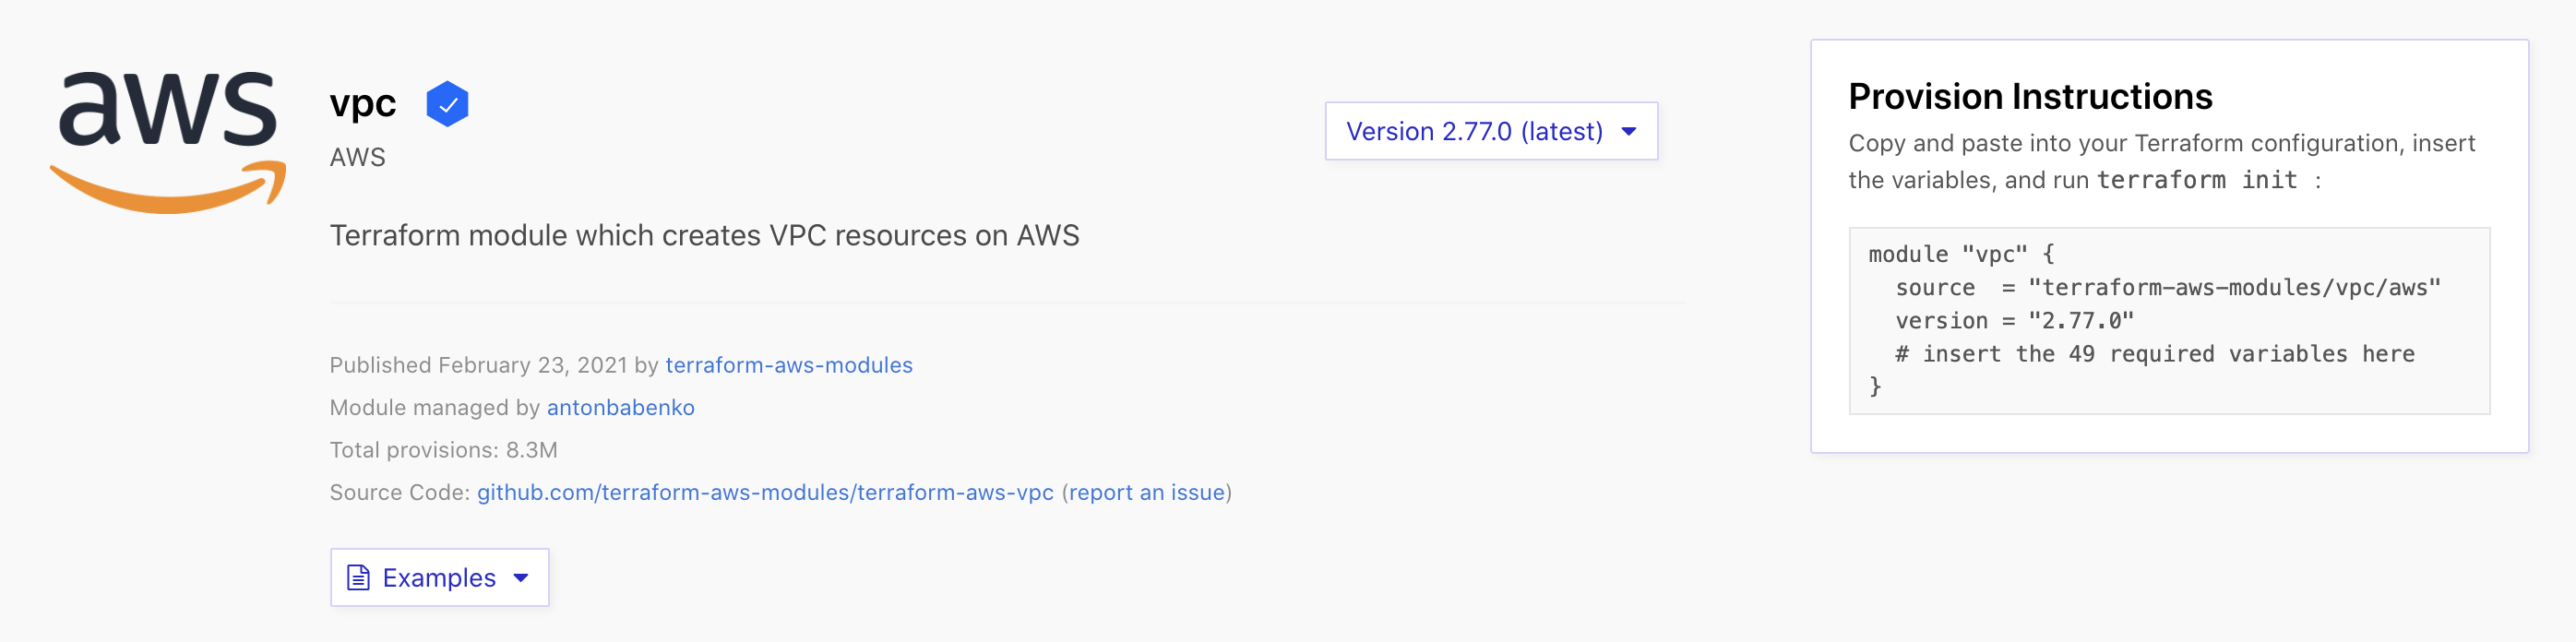 aws
vpc
AWS
Version 2.77.0 (latest)
Terraform module which creates VPC resources on AWS
Published February 23, 2021 by terraform-aws-modules
Module managed by antonbabenko
Total provisions: 8.3M
Source Code: github.com/terraform-aws-modules/terraform-aws-vpc (report an issue)
Examples
Provision Instructions
Copy and paste into your Terraform configuration, insert
the variables, and run terraform init :
module "vpc" {
  source  = "terraform-aws-modules/vpc/aws"
  version = "2.77.0"
  # insert the 49 required variables here
}